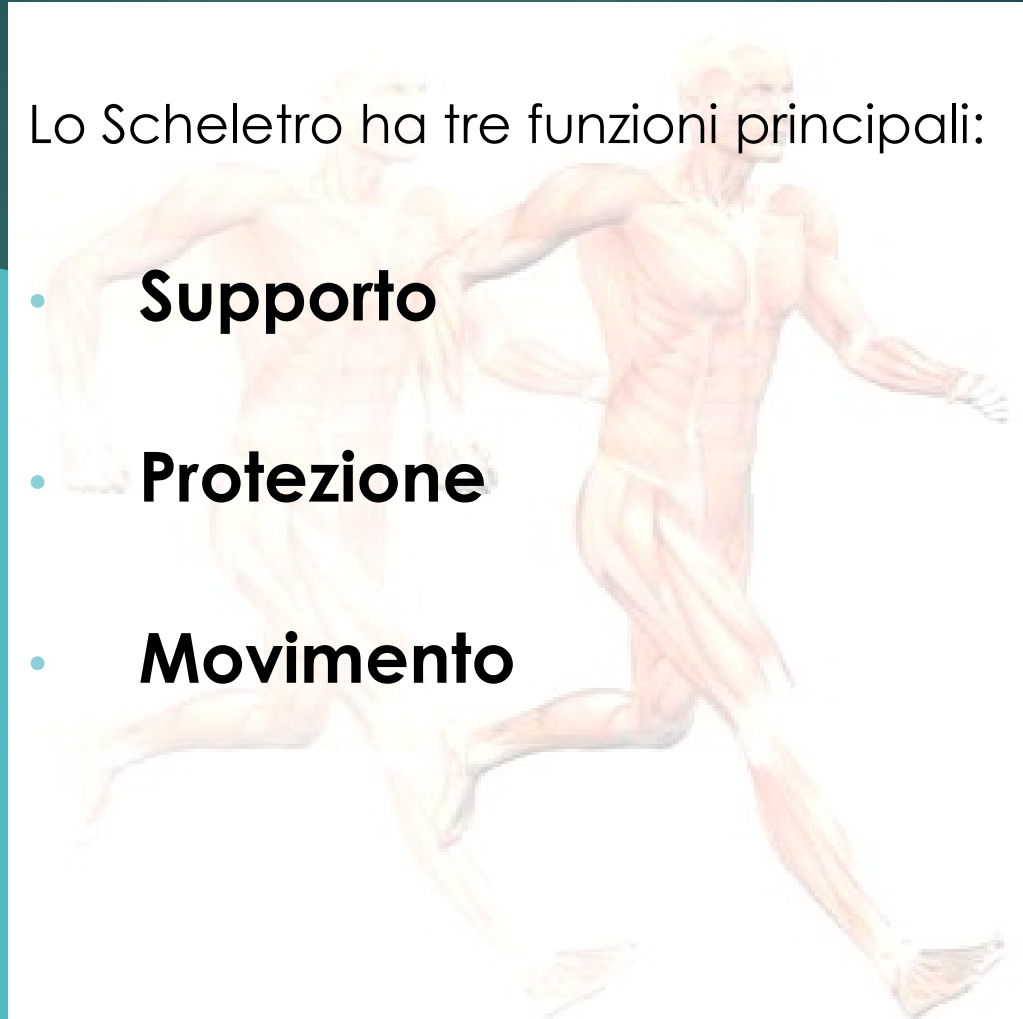 Lo Scheletro ha tre funzioni principali:
• Supporto
• Protezione
• Movimento